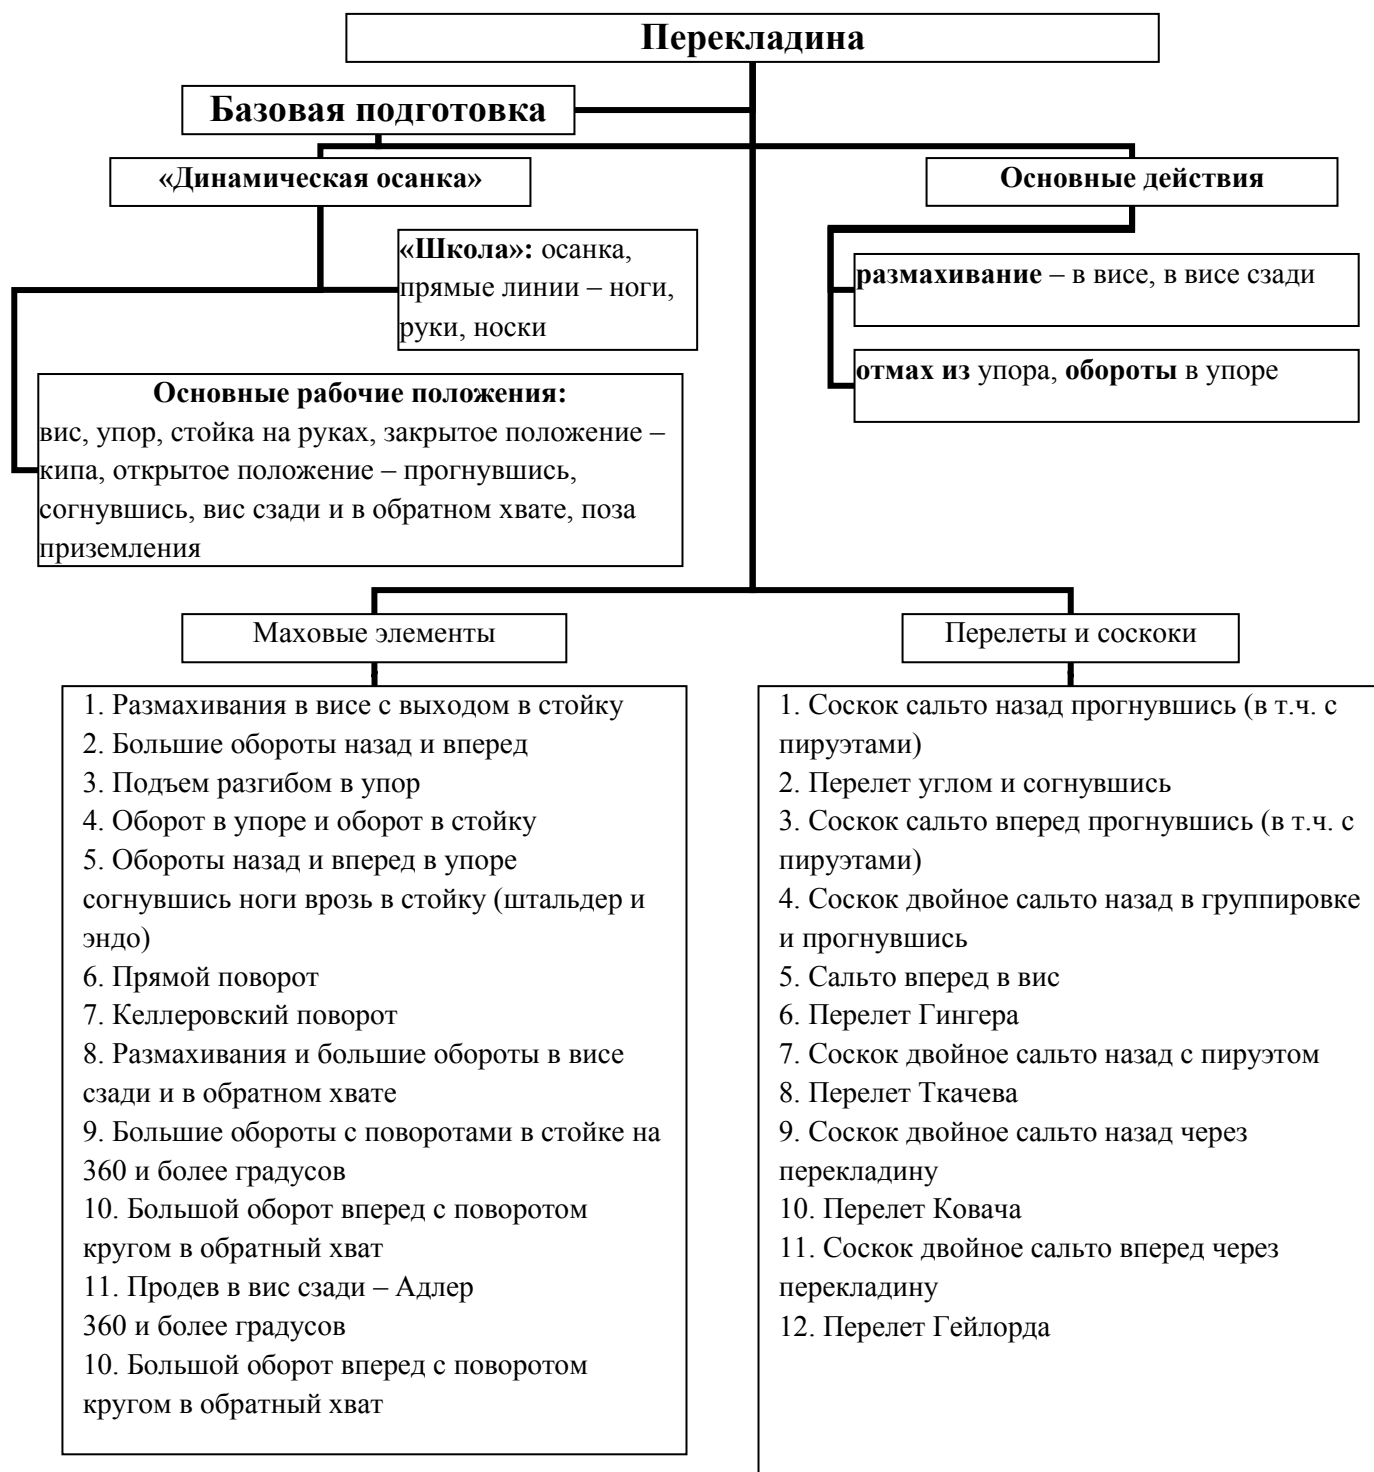 Перекладина
Базовая подготовка
«Динамическая осанка»
Основные действия
«Школа»: осанка,
прямые линии – ноги,
руки, носки
размахивание – в висе, в висе сзади
отмах из упора, обороты в упоре
Основные рабочие положения:
вис, упор, стойка на руках, закрытое положение –
кипа, открытое положение – прогнувшись,
согнувшись, вис сзади и в обратном хвате, поза
приземления
Маховые элементы
Перелеты и соскоки
1. Размахивания в висе с выходом в стойку
2. Большие обороты назад и вперед
3. Подъем разгибом в упор
4. Оборот в упоре и оборот в стойку
5. Обороты назад и вперед в упоре
согнувшись ноги врозь в стойку (штальдер и
эндо)
6. Прямой поворот
7. Келлеровский поворот
8. Размахивания и большие обороты в висе
сзади и в обратном хвате
9. Большие обороты с поворотами в стойке на
360 и более градусов
10. Большой оборот вперед с поворотом
кругом в обратный хват
11. Продев в вис сзади – Адлер
360 и более градусов
10. Большой оборот вперед с поворотом
кругом в обратный хват
1. Соскок сальто назад прогнувшись (в т.ч. с
пируэтами)
2. Перелет углом и согнувшись
3. Соскок сальто вперед прогнувшись (в т.ч. с
пируэтами)
4. Соскок двойное сальто назад в группировке
и прогнувшись
5. Сальто вперед в вис
6. Перелет Гингера
7. Соскок двойное сальто назад с пируэтом
8. Перелет Ткачева
9. Соскок двойное сальто назад через
перекладину
10. Перелет Ковача
11. Соскок двойное сальто вперед через
перекладину
12. Перелет Гейлорда